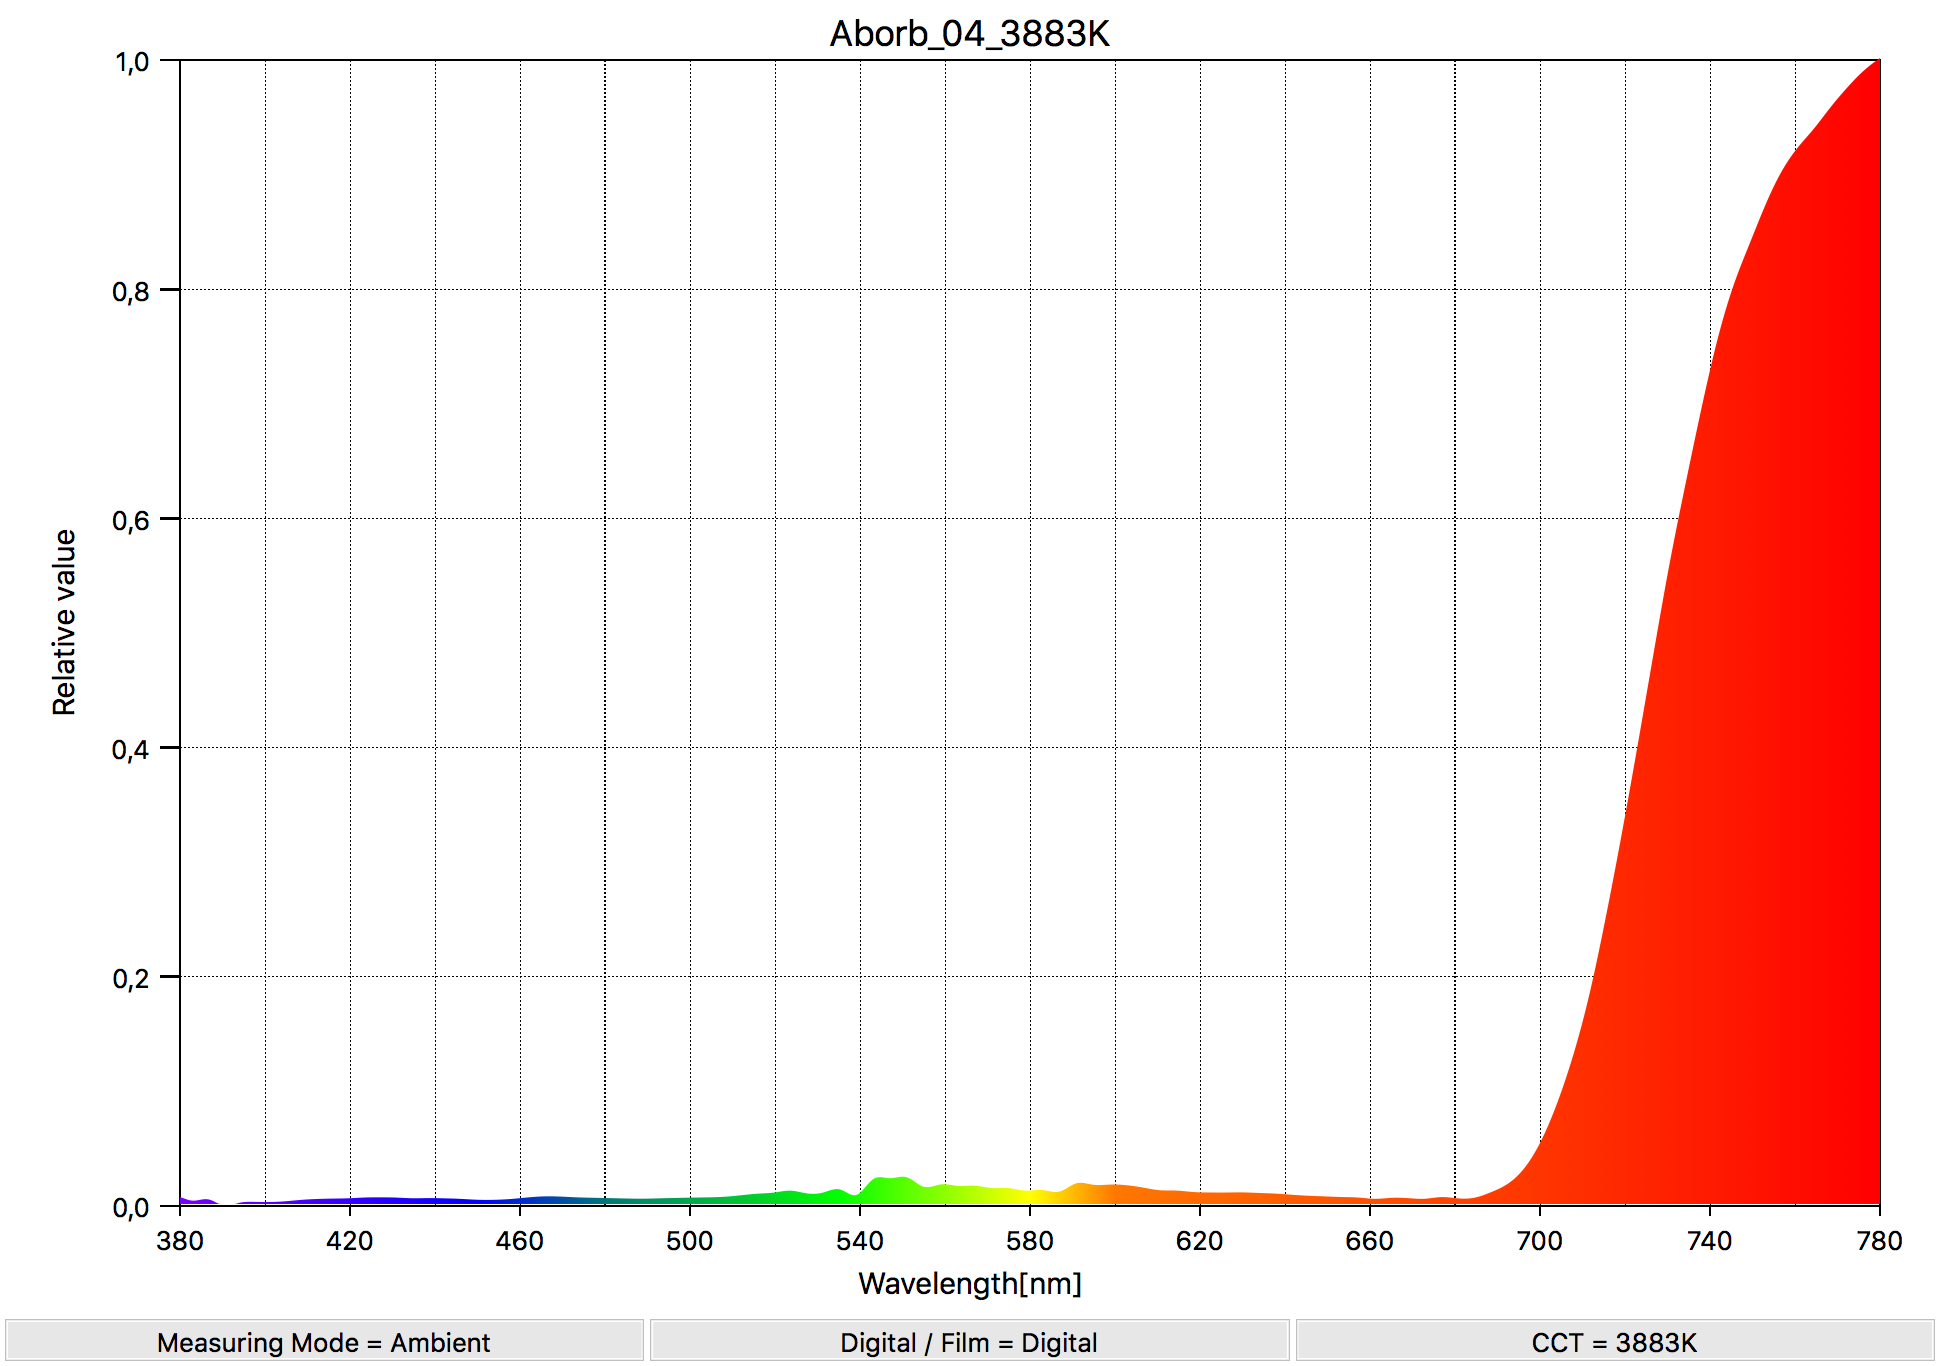 Aborb_04_3883K
1,0
0,8
0,6
0,4
0,2
0,0
Relative value
380 420 460 500 540 580 620 660 700 740 780
Wavelength[nm]
Measuring Mode = Ambient Digital / Film = Digital CCT = 3883K